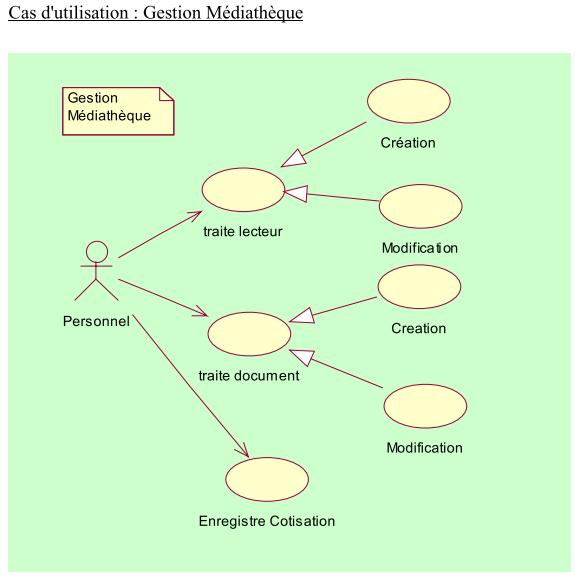 Cas d'utilisation : Gestion Médiathèque
Gestion
Médiathèque
Création
traite lecteur
Modification
Personnel
Creation
traite document
Modification
Enregistre Cotisation